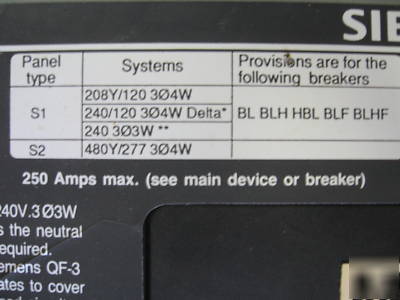 SIE
Panel type Systems Provisions are for the following breakers
S1 208Y/120 3Ø4W
240/120 3Ø4W Delta* BL BLH HBL BLF BLHF
240 3Ø3W **
S2 480Y/277 3Ø4W
250 Amps max. (see main device or breaker)
240V.3Ø3W
s the neutral
equired.
emens QF-3
ates to cover